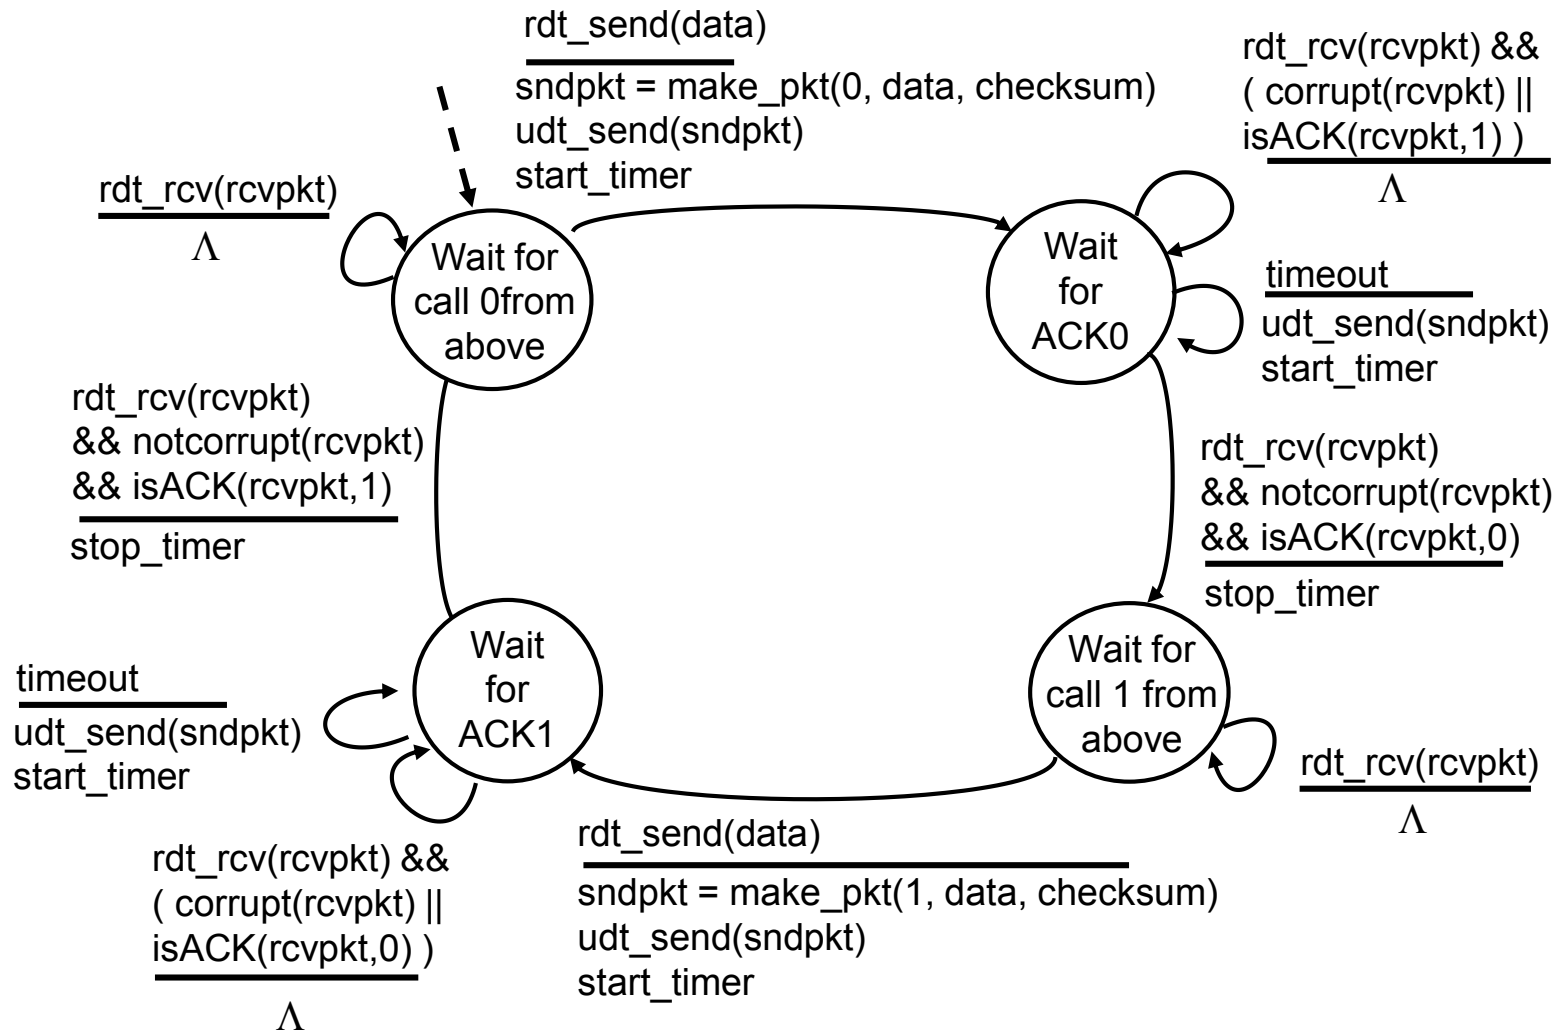 rdt_send(data)
sndpkt = make_pkt(0, data, checksum)
udt_send(sndpkt)
start_timer
rdt_rcv(rcvpkt) &&
( corrupt(rcvpkt) ||
isACK(rcvpkt,1) )
Λ
rdt_rcv(rcvpkt)
Λ
Wait for
call 0from
above
Wait
for
ACK0
timeout
udt_send(sndpkt)
start_timer
rdt_rcv(rcvpkt)
&& notcorrupt(rcvpkt)
&& isACK(rcvpkt,1)
stop_timer
rdt_rcv(rcvpkt)
&& notcorrupt(rcvpkt)
&& isACK(rcvpkt,0)
stop_timer
Wait
for
ACK1
Wait for
call 1 from
above
timeout
udt_send(sndpkt)
start_timer
rdt_rcv(rcvpkt)
Λ
rdt_rcv(rcvpkt) &&
( corrupt(rcvpkt) ||
isACK(rcvpkt,0) )
Λ
rdt_send(data)
sndpkt = make_pkt(1, data, checksum)
udt_send(sndpkt)
start_timer